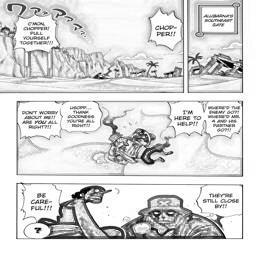 ALUBARNA'S
SOUTHEAST
GATE
CHOP-
PER!!
C'MON,
CHOPPER!
PULL
YOURSELF
TOGETHER!!!
WHERE'D THE
ENEMY GO?!
WHERE'D MR.
4 AND HIS
PARTNER
GO?!
I'M
HERE TO
HELP!!
USOPP...
THANK
GOODNESS
YOU'RE ALL
RIGHT!!
DON'T WORRY
ABOUT ME!!
ARE YOU ALL
RIGHT?!
THEY'RE
STILL CLOSE
BY!!
BE
CARE-
FUL!!!
?